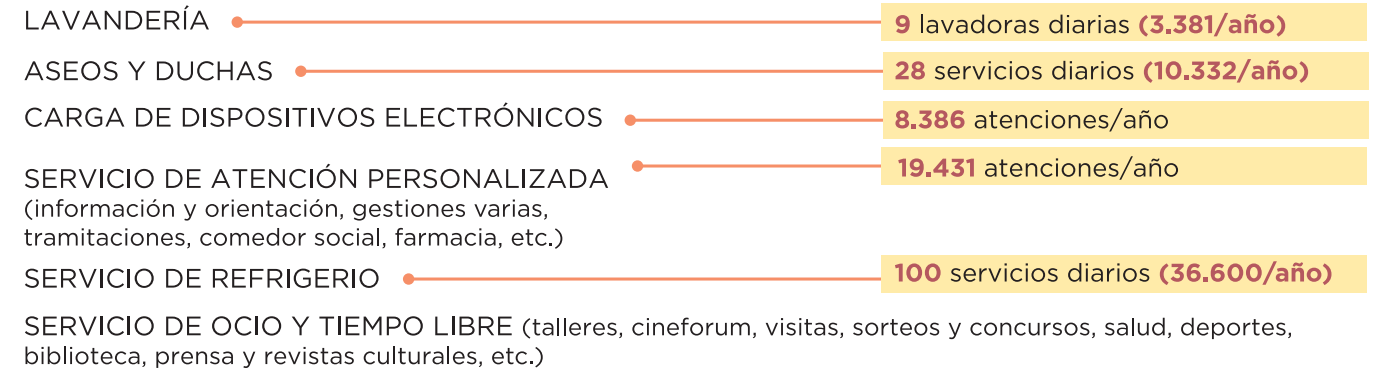 LAVANDERÍA
9 lavadoras diarias (3.381/año)
ASEOS Y DUCHAS
28 servicios diarios (10.332/año)
CARGA DE DISPOSITIVOS ELECTRÓNICOS
8.386 atenciones/año
SERVICIO DE ATENCIÓN PERSONALIZADA
19.431 atenciones/año
(información y orientación, gestiones varias,
tramitaciones, comedor social, farmacia, etc.)
SERVICIO DE REFRIGERIO
100 servicios diarios (36.600/año)
SERVICIO DE OCIO Y TIEMPO LIBRE (talleres, cineforum, visitas, sorteos y concursos, salud, deportes,
biblioteca, prensa y revistas culturales, etc.)